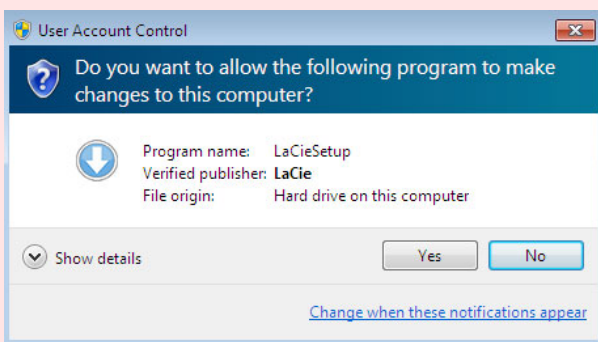 User Account Control
Do you want to allow the following program to make
changes to this computer?
Program name: LaCieSetup
Verified publisher: LaCie
File origin: Hard drive on this computer
Show details
Yes
No
Change when these notifications appear